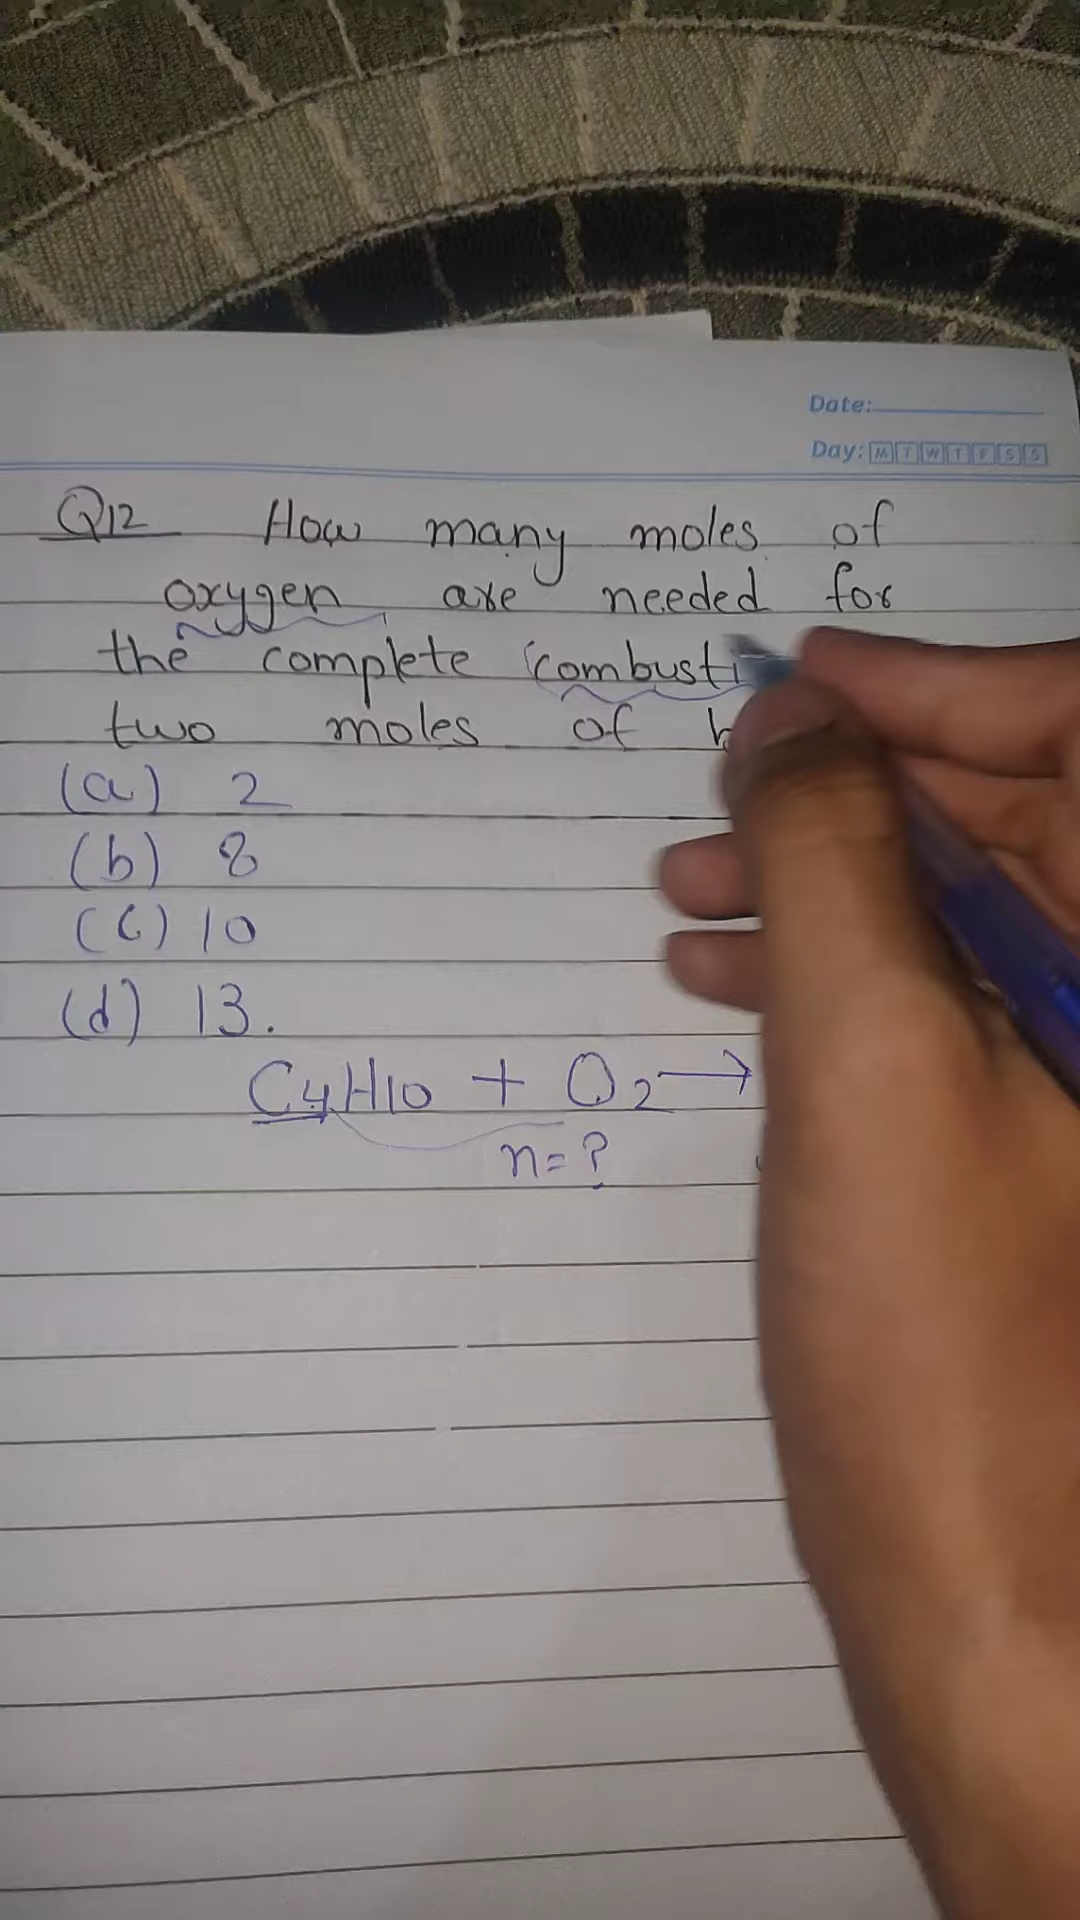 Date:
Day: M T W T F S S
Q12 How many moles of
oxygen are needed for
the complete
two moles of
(a) 2
(b) 8
(c) 10
(d) 13.
C4H10 + O2 →
n=?